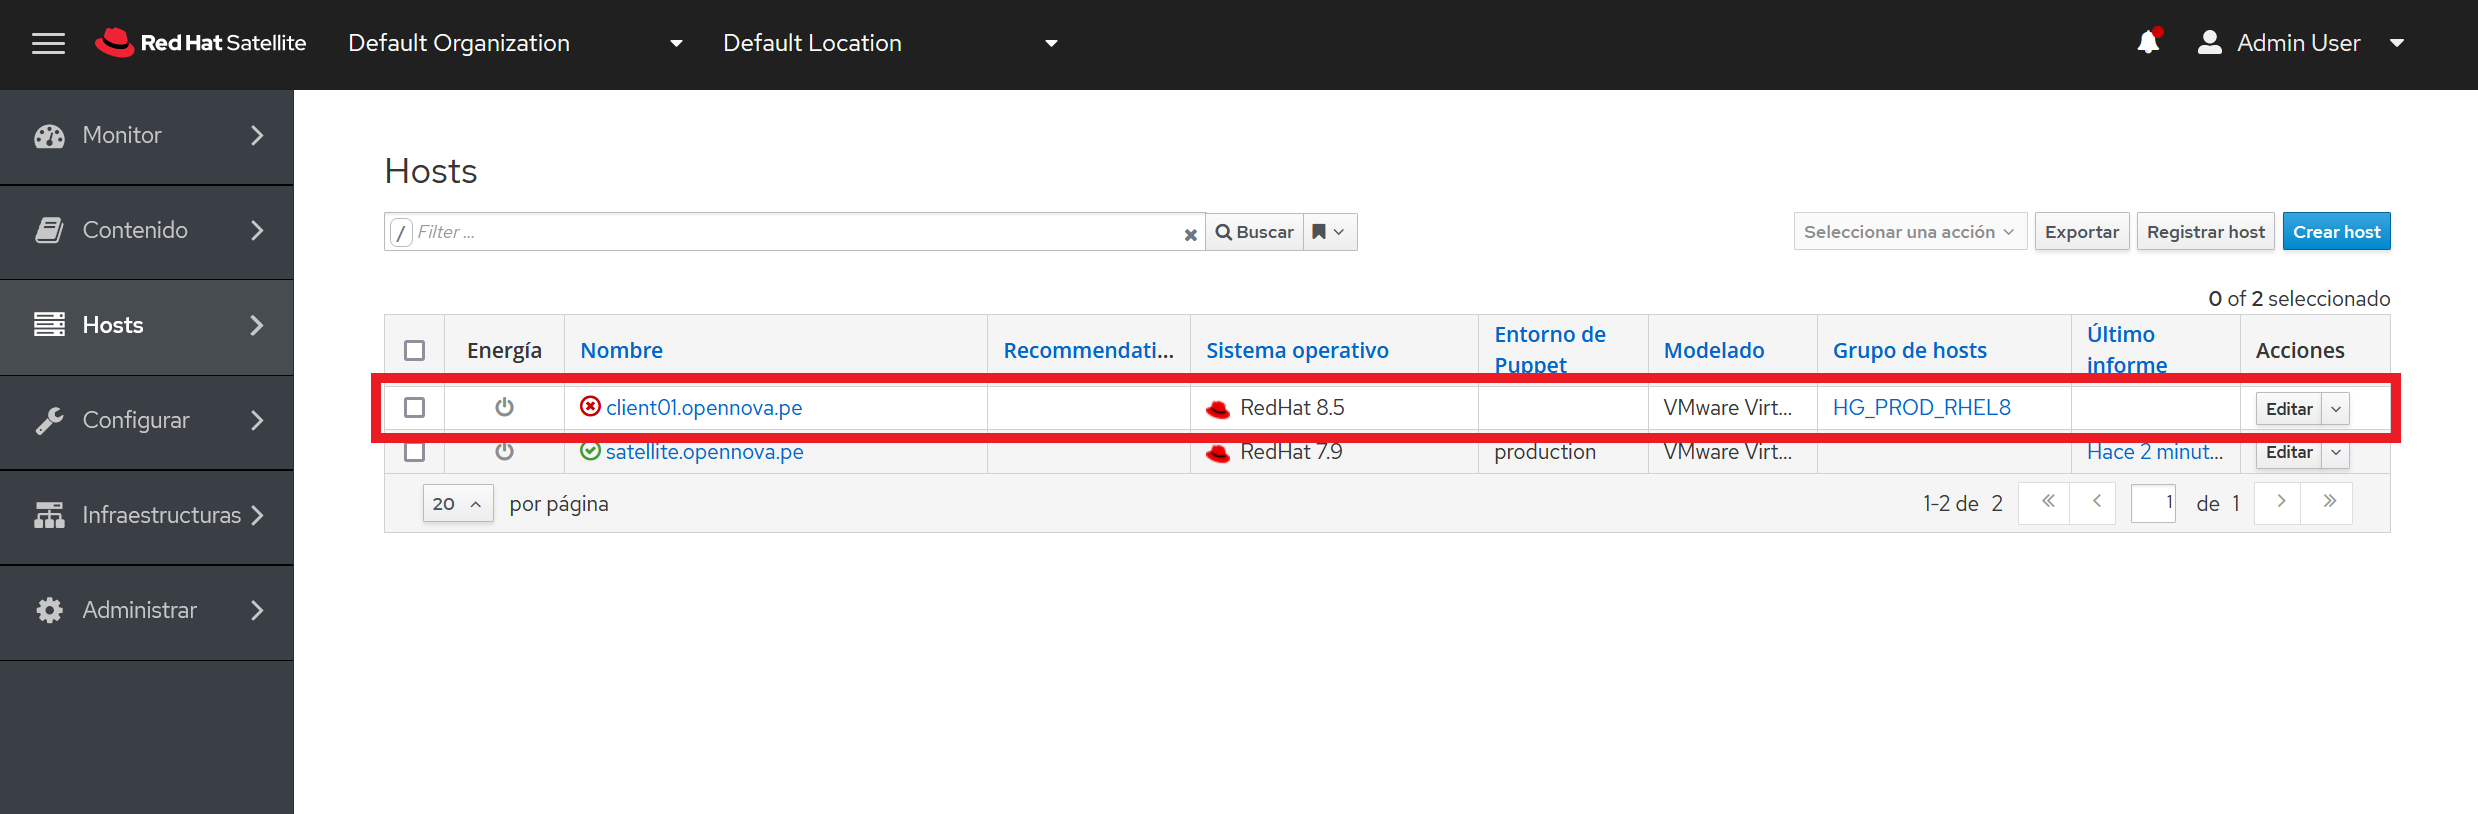 Red Hat Satellite Default Organization Default Location Admin User
Monitor
Contenido
Hosts
Configurar
Infraestructuras
Administrar
Hosts
/ Filter ... Buscar Seleccionar una acción Exportar Registrar host Crear host
0 of 2 seleccionado
Energía Nombre Recommendati... Sistema operativo Entorno de Puppet Modelado Grupo de hosts Último informe Acciones
client01.opennova.pe RedHat 8.5 VMware Virt... HG_PROD_RHEL8 Editar
satellite.opennova.pe RedHat 7.9 production VMware Virt... Hace 2 minut... Editar
20 por página 1-2 de 2 1 de 1